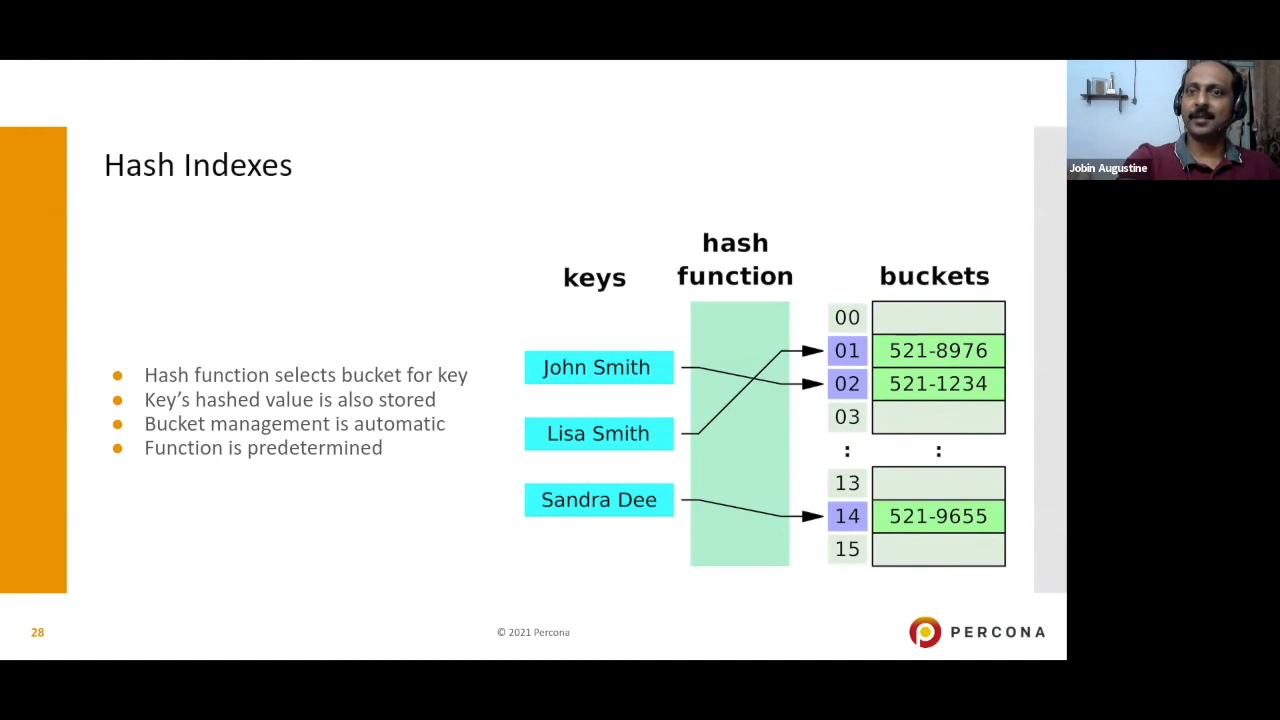 Jobin Augustine
Hash Indexes
Hash function selects bucket for key
Key's hashed value is also stored
Bucket management is automatic
Function is predetermined
keys
hash
function
buckets
John Smith
Lisa Smith
Sandra Dee
00
01 521-8976
02 521-1234
03
: :
13
14 521-9655
15
28
© 2021 Percona
PERCONA